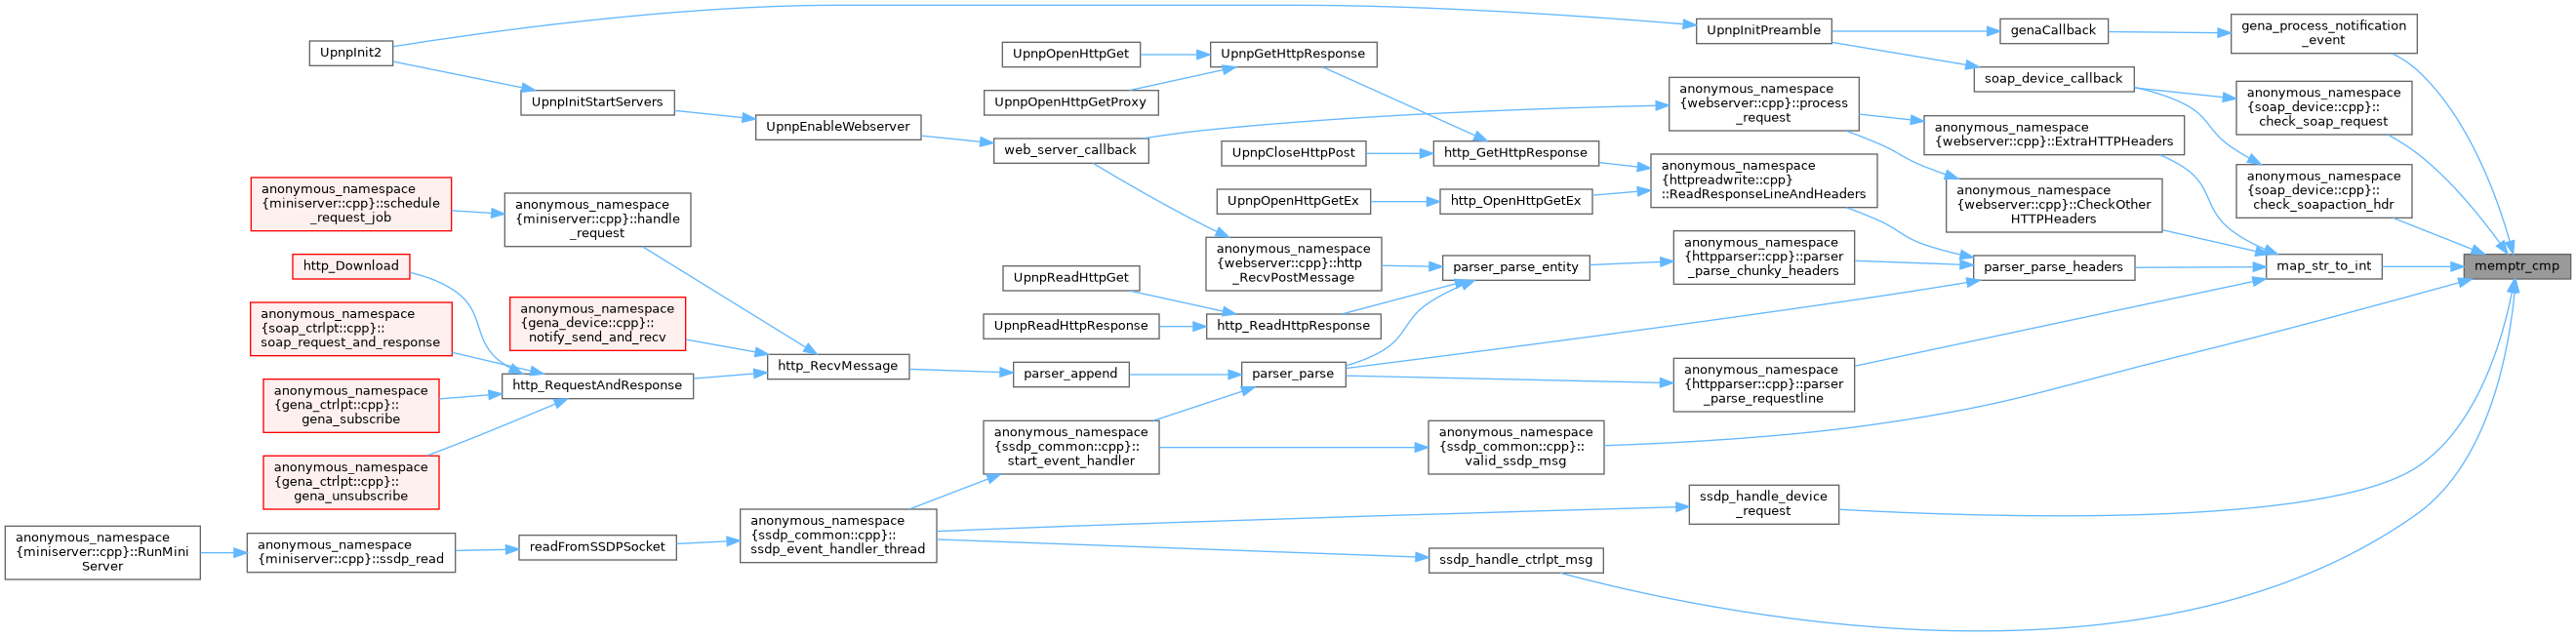 UpnpInit2
UpnpInitStartServers
UpnpOpenHttpGet
UpnpOpenHttpGetProxy
UpnpEnableWebserver
UpnpGetHttpResponse
web_server_callback
UpnpInitPreamble
genaCallback
gena_process_notification
_event
soap_device_callback
anonymous_namespace
{webserver::cpp}::process
_request
anonymous_namespace
{soap_device::cpp}::
check_soap_request
anonymous_namespace
{webserver::cpp}::ExtraHTTPHeaders
UpnpCloseHttpPost
http_GetHttpResponse
anonymous_namespace
{httpreadwrite::cpp}
::ReadResponseLineAndHeaders
anonymous_namespace
{webserver::cpp}::CheckOther
HTTPHeaders
anonymous_namespace
{soap_device::cpp}::
check_soapaction_hdr
UpnpOpenHttpGetEx
http_OpenHttpGetEx
anonymous_namespace
{miniserver::cpp}::schedule
_request_job
anonymous_namespace
{miniserver::cpp}::handle
_request
http_Download
anonymous_namespace
{webserver::cpp}::http
_RecvPostMessage
parser_parse_entity
anonymous_namespace
{httpparser::cpp}::parser
_parse_chunky_headers
parser_parse_headers
map_str_to_int
memptr_cmp
UpnpReadHttpGet
UpnpReadHttpResponse
http_ReadHttpResponse
anonymous_namespace
{soap_ctrlpt::cpp}::
soap_request_and_response
anonymous_namespace
{gena_device::cpp}::
notify_send_and_recv
http_RecvMessage
parser_append
parser_parse
anonymous_namespace
{httpparser::cpp}::parser
_parse_requestline
http_RequestAndResponse
anonymous_namespace
{gena_ctrlpt::cpp}::
gena_subscribe
anonymous_namespace
{gena_ctrlpt::cpp}::
gena_unsubscribe
anonymous_namespace
{ssdp_common::cpp}::
start_event_handler
anonymous_namespace
{ssdp_common::cpp}::
valid_ssdp_msg
ssdp_handle_device
_request
anonymous_namespace
{miniserver::cpp}::RunMini
Server
anonymous_namespace
{miniserver::cpp}::ssdp_read
readFromSSDPSocket
anonymous_namespace
{ssdp_common::cpp}::
ssdp_event_handler_thread
ssdp_handle_ctrlpt_msg